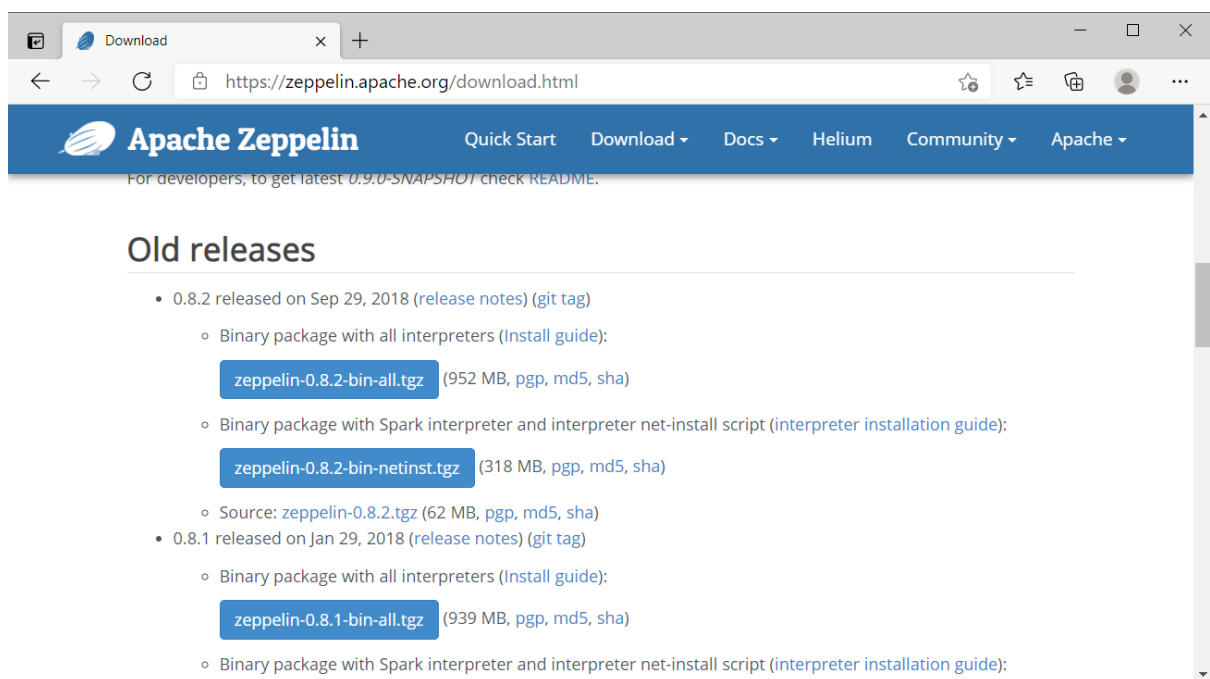 Download
https://zeppelin.apache.org/download.html
Apache Zeppelin Quick Start Download Docs Helium Community Apache
For developers, to get latest 0.9.0-SNAPSHOT check README.
Old releases
• 0.8.2 released on Sep 29, 2018 (release notes) (git tag)
◦ Binary package with all interpreters (Install guide):
zeppelin-0.8.2-bin-all.tgz (952 MB, pgp, md5, sha)
◦ Binary package with Spark interpreter and interpreter net-install script (interpreter installation guide):
zeppelin-0.8.2-bin-netinst.tgz (318 MB, pgp, md5, sha)
◦ Source: zeppelin-0.8.2.tgz (62 MB, pgp, md5, sha)
• 0.8.1 released on Jan 29, 2018 (release notes) (git tag)
◦ Binary package with all interpreters (Install guide):
zeppelin-0.8.1-bin-all.tgz (939 MB, pgp, md5, sha)
◦ Binary package with Spark interpreter and interpreter net-install script (interpreter installation guide):